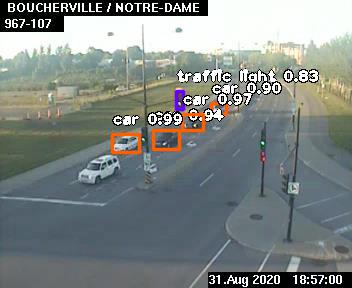 BOUCHERVILLE / NOTRE-DAME
967-107
traffic light 0.83
car 0.90
car 0.97
0.94
car 0.99
31.Aug 2020 18:57:00